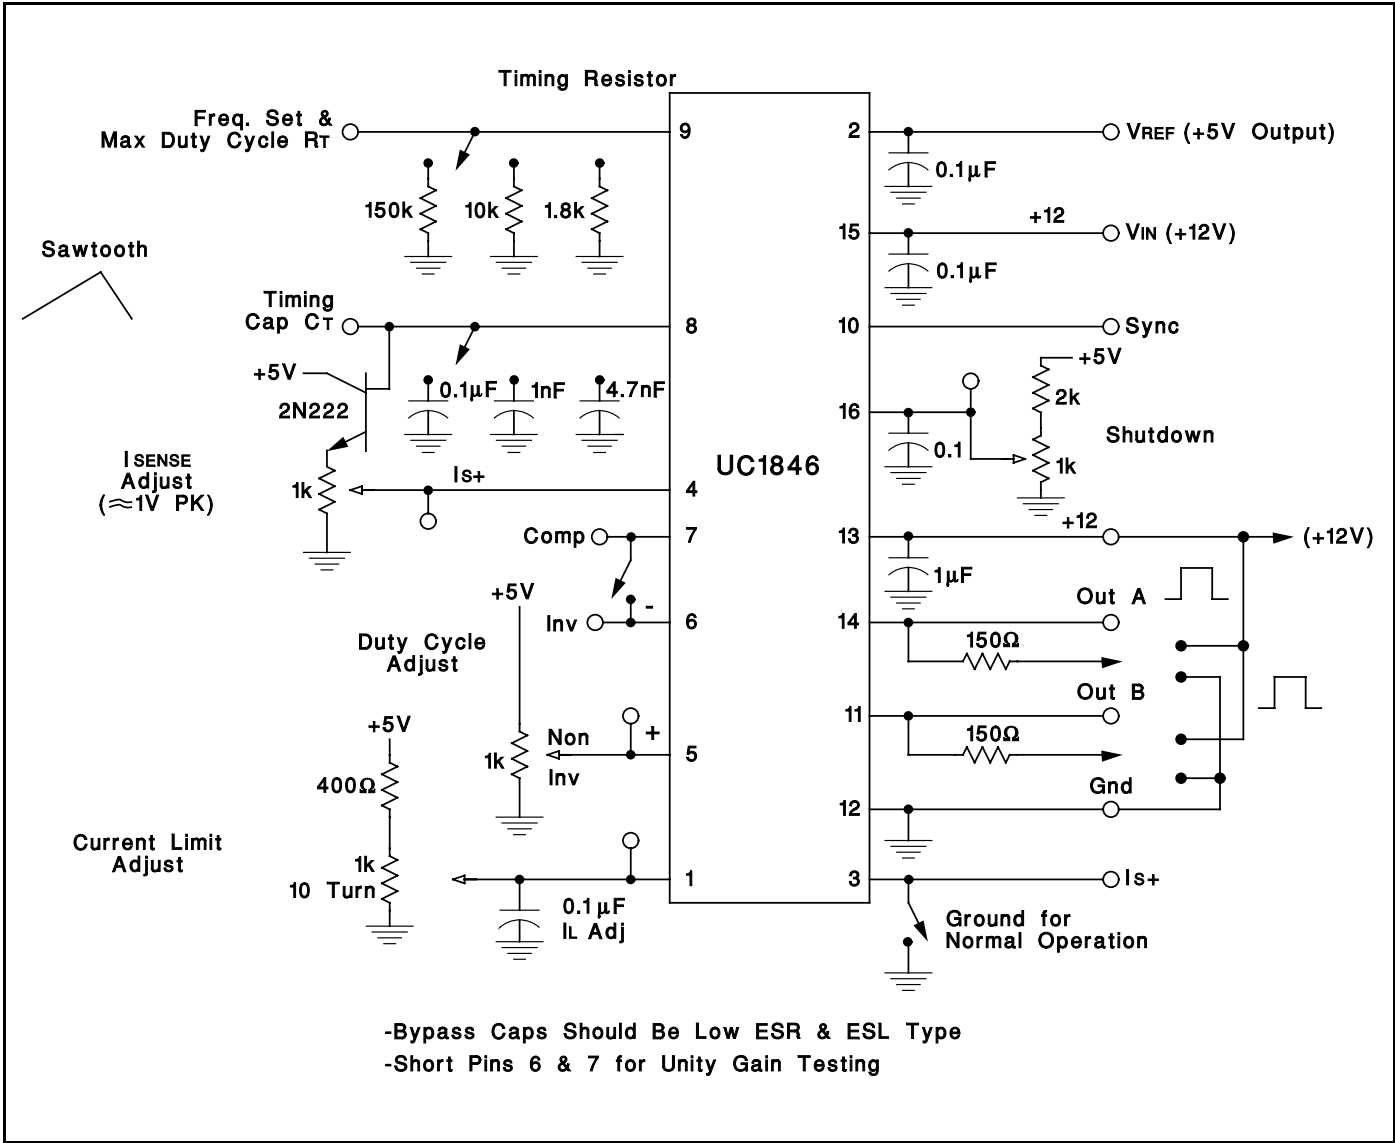 Timing Resistor
Freq. Set &
Max Duty Cycle RT
9
2
VREF (+5V Output)
0.1µF
150k
10k
1.8k
+12
15
VIN (+12V)
0.1µF
Sawtooth
Timing
Cap CT
8
10
Sync
+5V
+5V
2N222
0.1µF
1nF
4.7nF
2k
16
Shutdown
0.1
1k
UC1846
ISENSE
Adjust
(≈1V PK)
1k
IS+
4
Comp
7
13
+12
(+12V)
1µF
+5V
-
Inv
6
Out A
14
150Ω
Duty Cycle
Adjust
Out B
11
150Ω
+5V
Non
Inv
+
5
1k
400Ω
Gnd
12
Current Limit
Adjust
1k
10 Turn
1
3
IS+
0.1µF
IL Adj
Ground for
Normal Operation
-Bypass Caps Should Be Low ESR & ESL Type
-Short Pins 6 & 7 for Unity Gain Testing